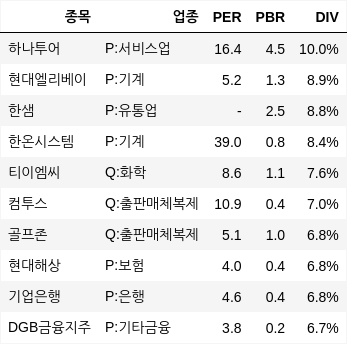 종목 업종 PER PBR DIV
하나투어 P:서비스업 16.4 4.5 10.0%
현대엘리베이 P:기계 5.2 1.3 8.9%
한샘 P:유통업 - 2.5 8.8%
한온시스템 P:기계 39.0 0.8 8.4%
티이엠씨 Q:화학 8.6 1.1 7.6%
컴투스 Q:출판매체복제 10.9 0.4 7.0%
골프존 Q:출판매체복제 5.1 1.0 6.8%
현대해상 P:보험 4.0 0.4 6.8%
기업은행 P:은행 4.6 0.4 6.8%
DGB금융지주 P:기타금융 3.8 0.2 6.7%